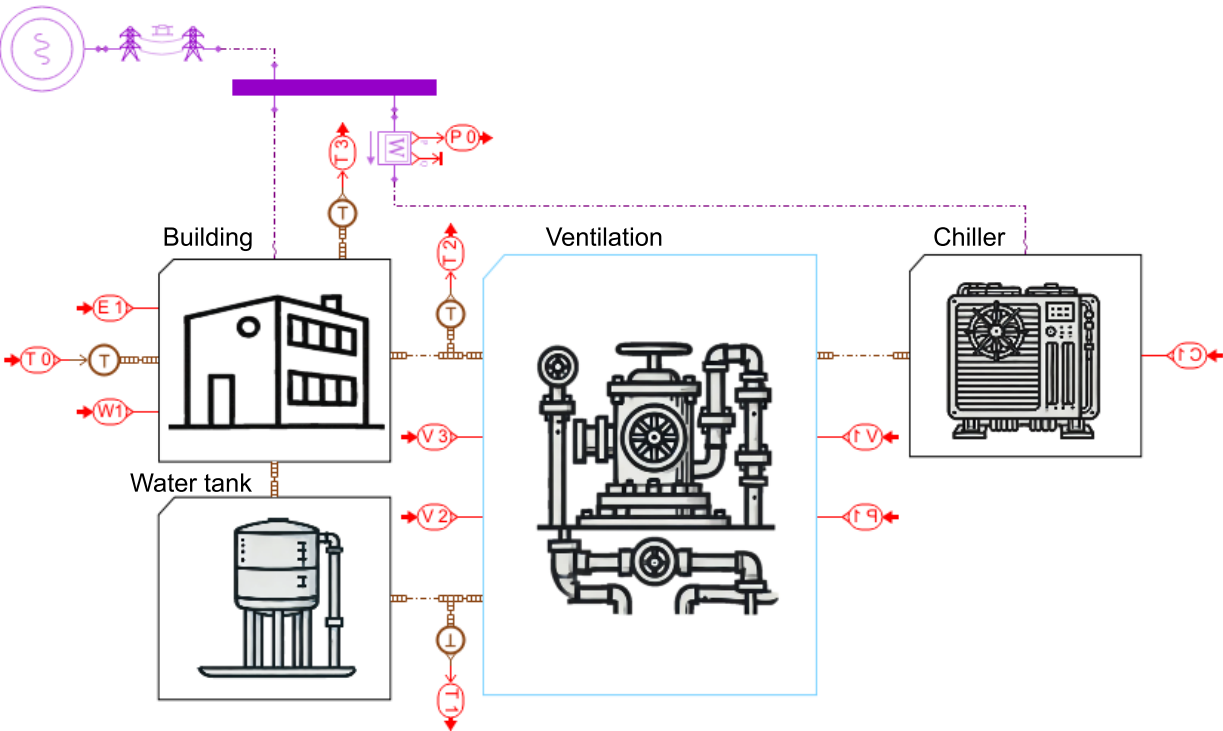 P 0
T 3
W
T
Building
T 2
Ventilation
Chiller
E 1
T
T 0
T
C 1
W1
V 3
V 1
Water tank
V 2
P 1
T
T 1